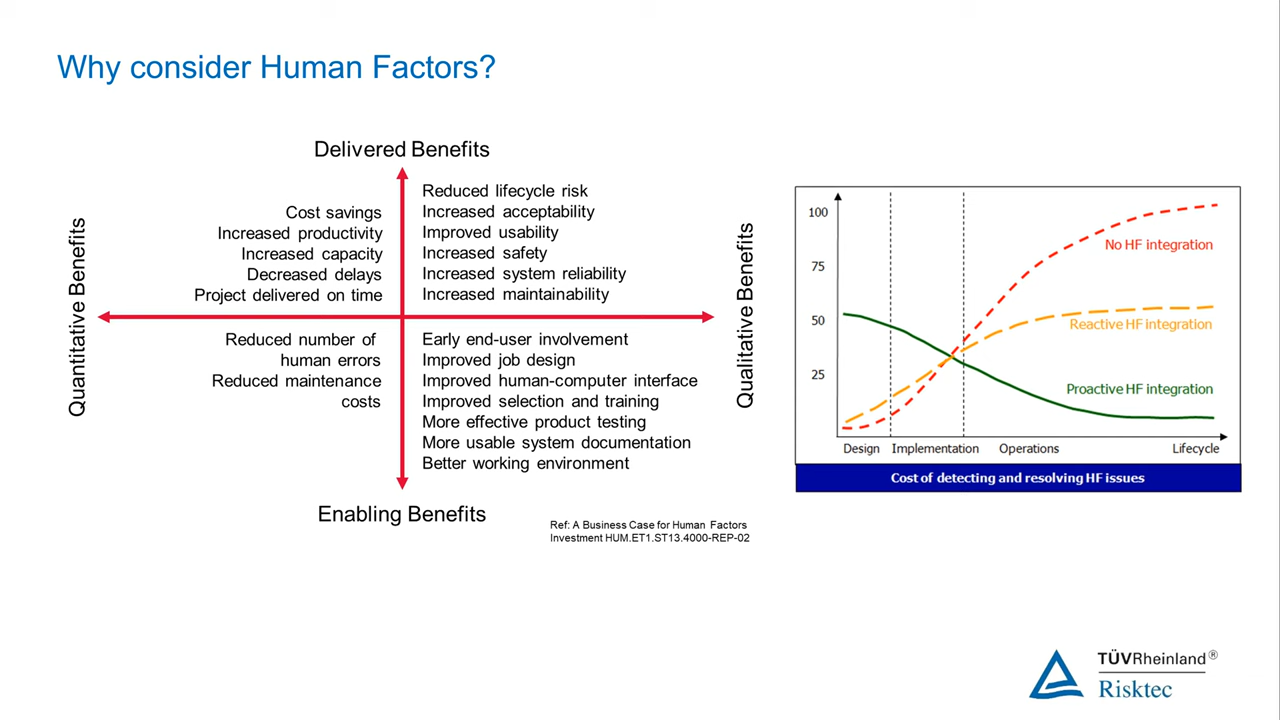 Why consider Human Factors?
Delivered Benefits
Quantitative Benefits
Cost savings
Increased productivity
Increased capacity
Decreased delays
Project delivered on time
Reduced lifecycle risk
Increased acceptability
Improved usability
Increased safety
Increased system reliability
Increased maintainability
Qualitative Benefits
Reduced number of
human errors
Reduced maintenance
costs
Early end-user involvement
Improved job design
Improved human-computer interface
Improved selection and training
More effective product testing
More usable system documentation
Better working environment
Enabling Benefits
Ref: A Business Case for Human Factors
Investment HUM.ET1.ST13.4000-REP-02
100
75
50
25
No HF integration
Reactive HF integration
Proactive HF integration
Design
Implementation
Operations
Lifecycle
Cost of detecting and resolving HF issues
TÜVRheinland®
Risktec